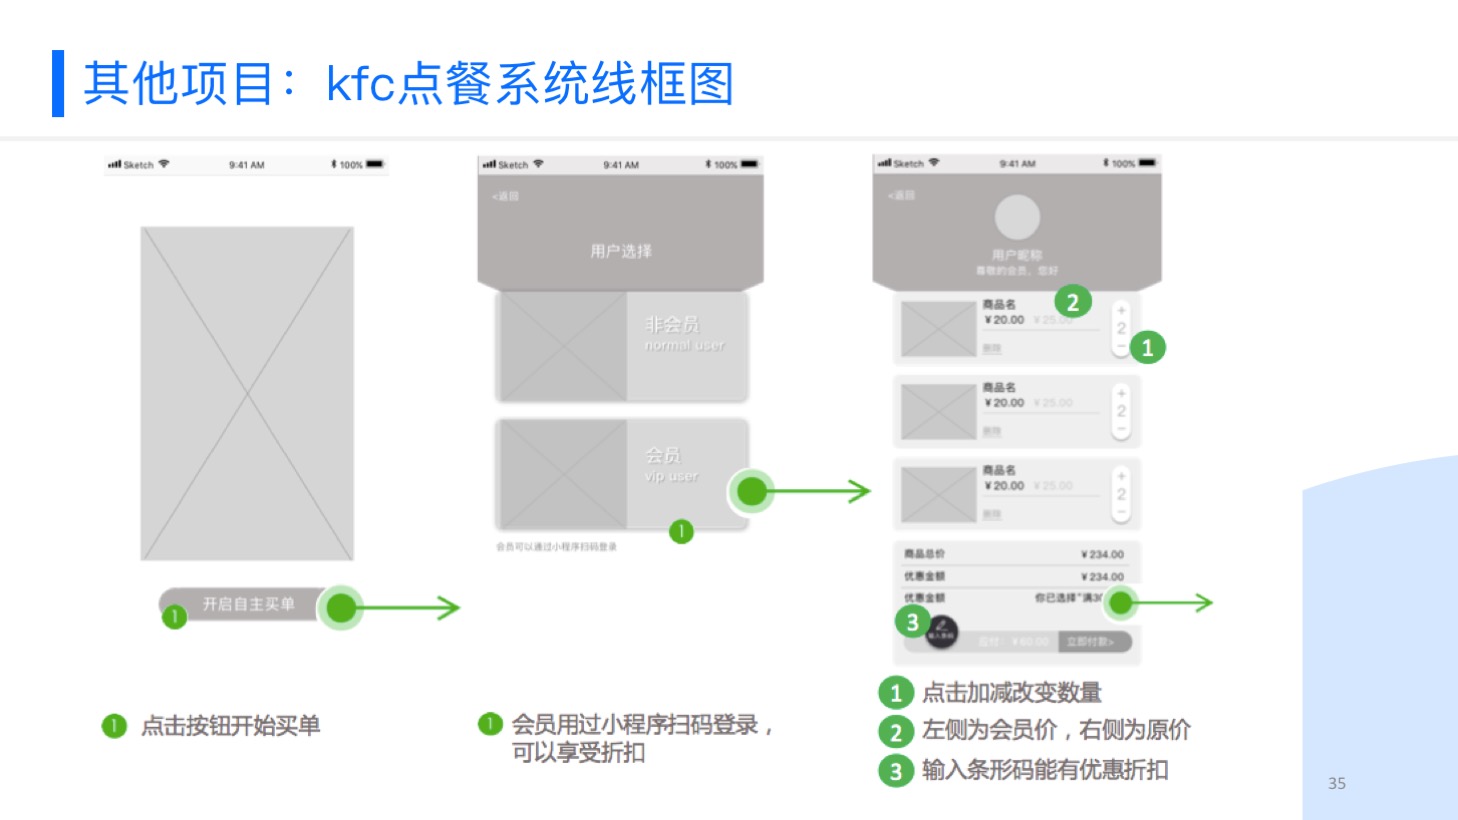 其他项目：kfc点餐系统线框图
Sketch 9:41 AM 100%
开启自主买单
1
1 点击按钮开始买单
Sketch 9:41 AM 100%
<返回
用户选择
非会员
normal user
会员
vip user
1
会员可以通过小程序扫码登录
1 会员用过小程序扫码登录，
可以享受折扣
Sketch 9:41 AM 100%
<返回
用户昵称
尊敬的会员，您好
商品名
2
¥20.00 ¥25.00
删除
+
2
−
1
商品名
¥20.00 ¥25.00
删除
+
2
−
商品名
¥20.00 ¥25.00
删除
+
2
−
商品总价 ¥234.00
优惠金额 ¥234.00
优惠金额 你已选择"满30
3
输入条码
应付：¥60.00 立即付款>
1 点击加减改变数量
2 左侧为会员价，右侧为原价
3 输入条形码能有优惠折扣
35